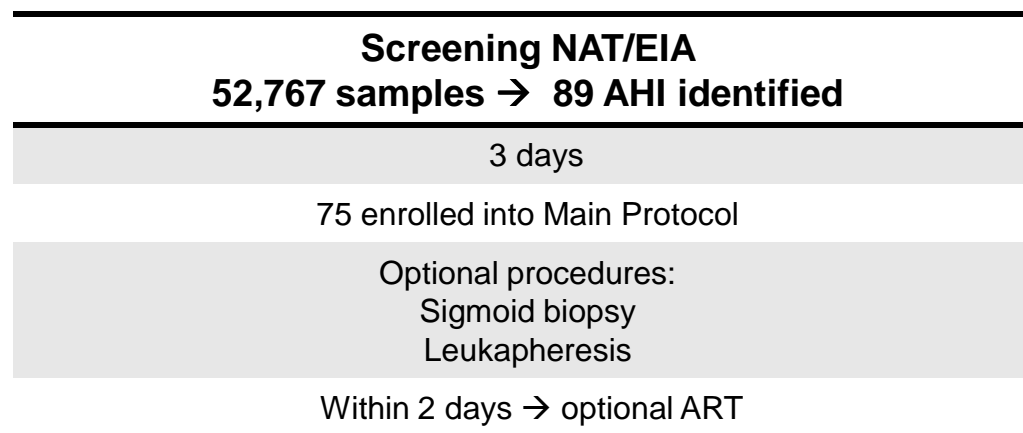 Screening NAT/EIA
52,767 samples → 89 AHI identified
3 days
75 enrolled into Main Protocol
Optional procedures:
Sigmoid biopsy
Leukapheresis
Within 2 days → optional ART